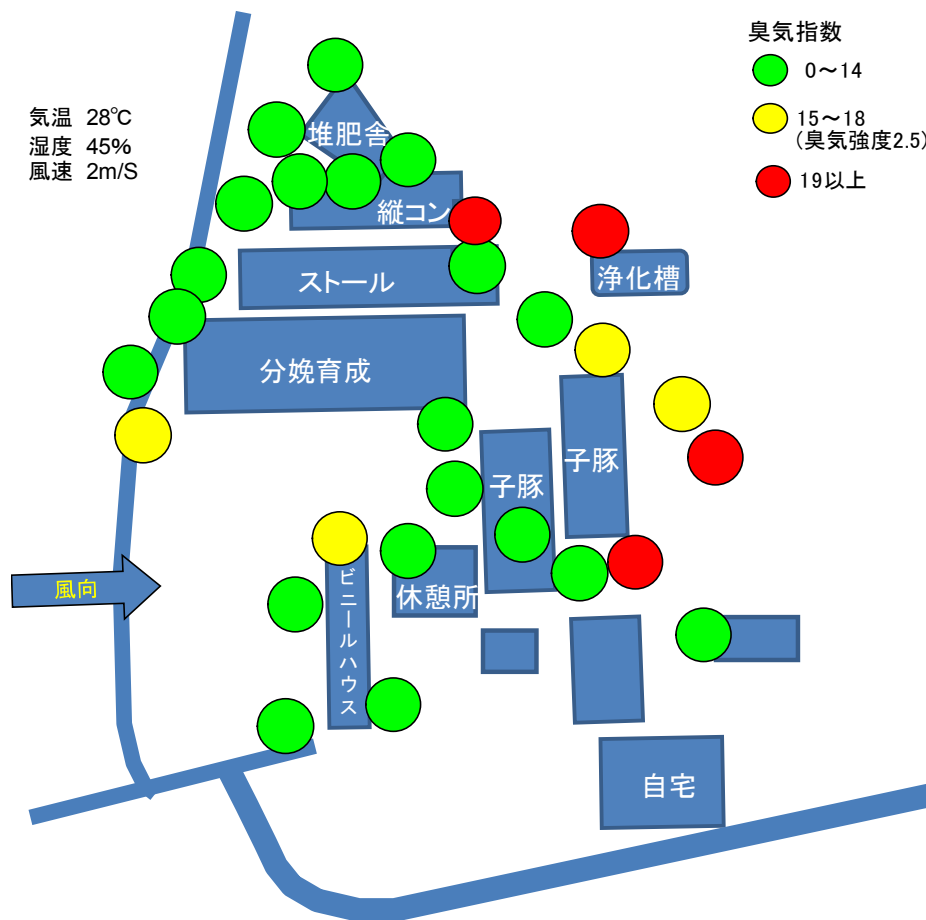 臭気指数
0～14
15～18
(臭気強度2.5)
19以上
気温 28℃
湿度 45%
風速 2m/S
堆肥舎
縦コン
ストール
浄化槽
分娩育成
子豚
子豚
風向
ビニールハウス
休憩所
自宅